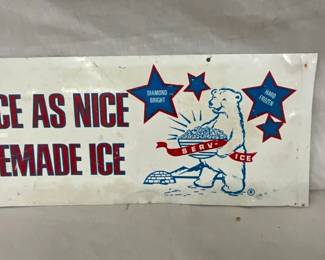 CE AS NICE
EMADE ICE
DIAMOND
BRIGHT
HARD
FROZEN
SERV-
ICE
®